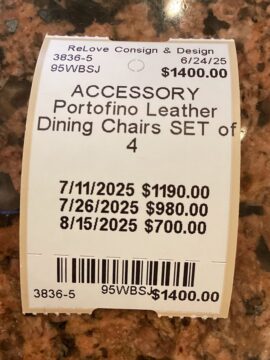 ReLove Consign & Design
3836-5 6/24/25
95WBSJ $1400.00
ACCESSORY
Portofino Leather
Dining Chairs SET of
4
7/11/2025 $1190.00
7/26/2025 $980.00
8/15/2025 $700.00
3836-5 95WBSJ $1400.00